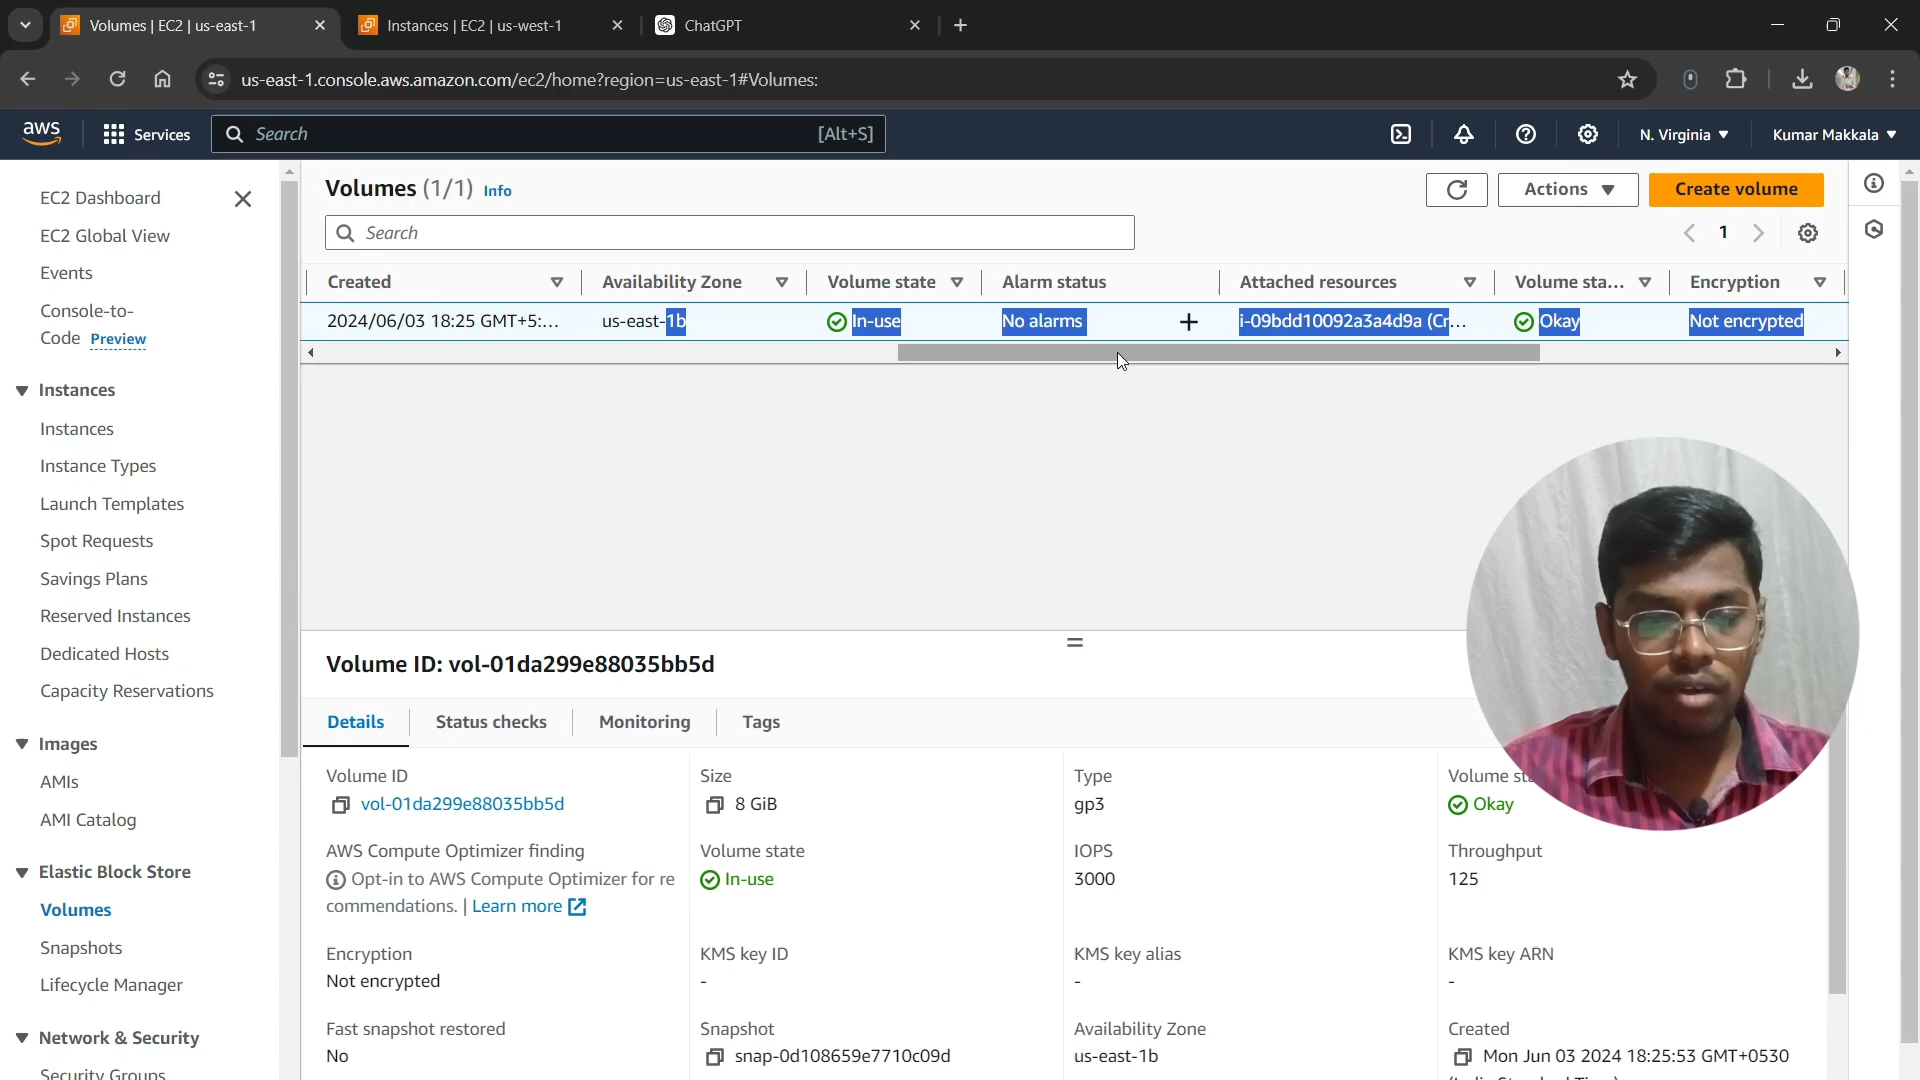 Volumes | EC2 | us-east-1
Instances | EC2 | us-west-1
ChatGPT
us-east-1.console.aws.amazon.com/ec2/home?region=us-east-1#Volumes:
aws
Services
Search
[Alt+S]
N. Virginia
Kumar Makkala
EC2 Dashboard
EC2 Global View
Events
Console-to-
Code Preview
Instances
Instances
Instance Types
Launch Templates
Spot Requests
Savings Plans
Reserved Instances
Dedicated Hosts
Capacity Reservations
Images
AMIs
AMI Catalog
Elastic Block Store
Volumes
Snapshots
Lifecycle Manager
Network & Security
Security Groups
Volumes (1/1) Info
Actions
Create volume
Search
1
Created
Availability Zone
Volume state
Alarm status
Attached resources
Volume sta...
Encryption
2024/06/03 18:25 GMT+5:...
us-east-1b
In-use
No alarms
i-09bdd10092a3a4d9a (Cr...
Okay
Not encrypted
Volume ID: vol-01da299e88035bb5d
Details
Status checks
Monitoring
Tags
Volume ID
vol-01da299e88035bb5d
Size
8 GiB
Type
gp3
Volume
Okay
AWS Compute Optimizer finding
Opt-in to AWS Compute Optimizer for re
commendations. | Learn more
Volume state
In-use
IOPS
3000
Throughput
125
Encryption
Not encrypted
KMS key ID
-
KMS key alias
-
KMS key ARN
-
Fast snapshot restored
No
Snapshot
snap-0d108659e7710c09d
Availability Zone
us-east-1b
Created
Mon Jun 03 2024 18:25:53 GMT+0530